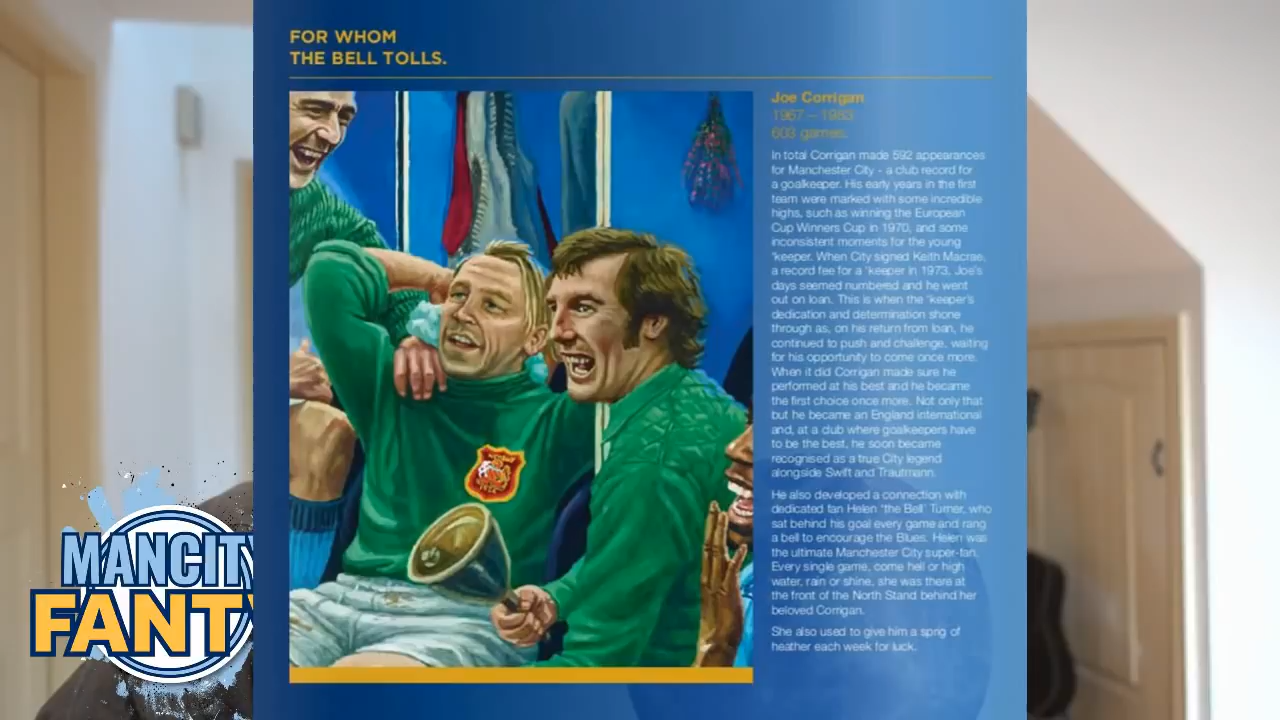 FOR WHOM
THE BELL TOLLS.
Joe Corrigan
1967 – 1983
603 games.
In total Corrigan made 592 appearances
for Manchester City - a club record for
a goalkeeper. His early years in the first
team were marked with some incredible
highs, such as winning the European
Cup Winners Cup in 1970, and some
inconsistent moments for the young
'keeper. When City signed Keith Macrae,
a record fee for a 'keeper in 1973, Joe's
days seemed numbered and he went
out on loan. This is when the 'keeper's
dedication and determination shone
through as, on his return from loan, he
continued to push and challenge, waiting
for his opportunity to come once more.
When it did Corrigan made sure he
performed at his best and he became
the first choice once more. Not only that
but he became an England international
and, at a club where goalkeepers have
to be the best, he soon became
recognised as a true City legend
alongside Swift and Trautmann.
He also developed a connection with
dedicated fan Helen 'the Bell' Turner, who
sat behind his goal every game and rang
a bell to encourage the Blues. Helen was
the ultimate Manchester City super-fan.
Every single game, come hell or high
water, rain or shine, she was there at
the front of the North Stand behind her
beloved Corrigan.
She also used to give him a sprig of
heather each week for luck.
MANCITY
FANT